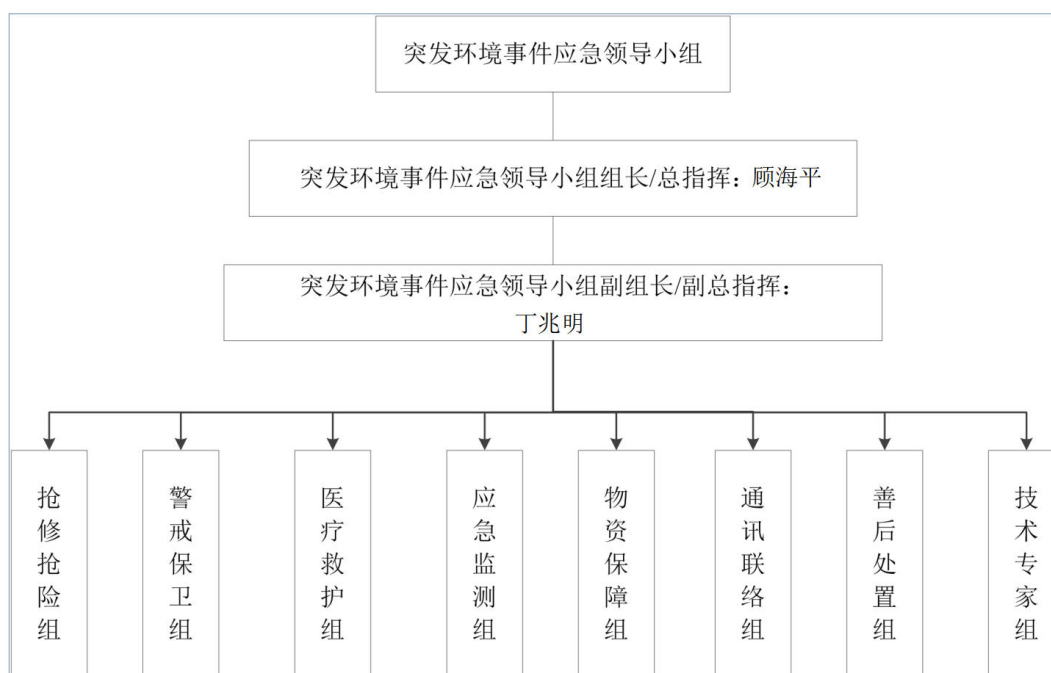 突发环境事件应急领导小组
突发环境事件应急领导小组组长/总指挥：顾海平
突发环境事件应急领导小组副组长/副总指挥：
丁兆明
抢修抢险组
警戒保卫组
医疗救护组
应急监测组
物资保障组
通讯联络组
善后处置组
技术专家组